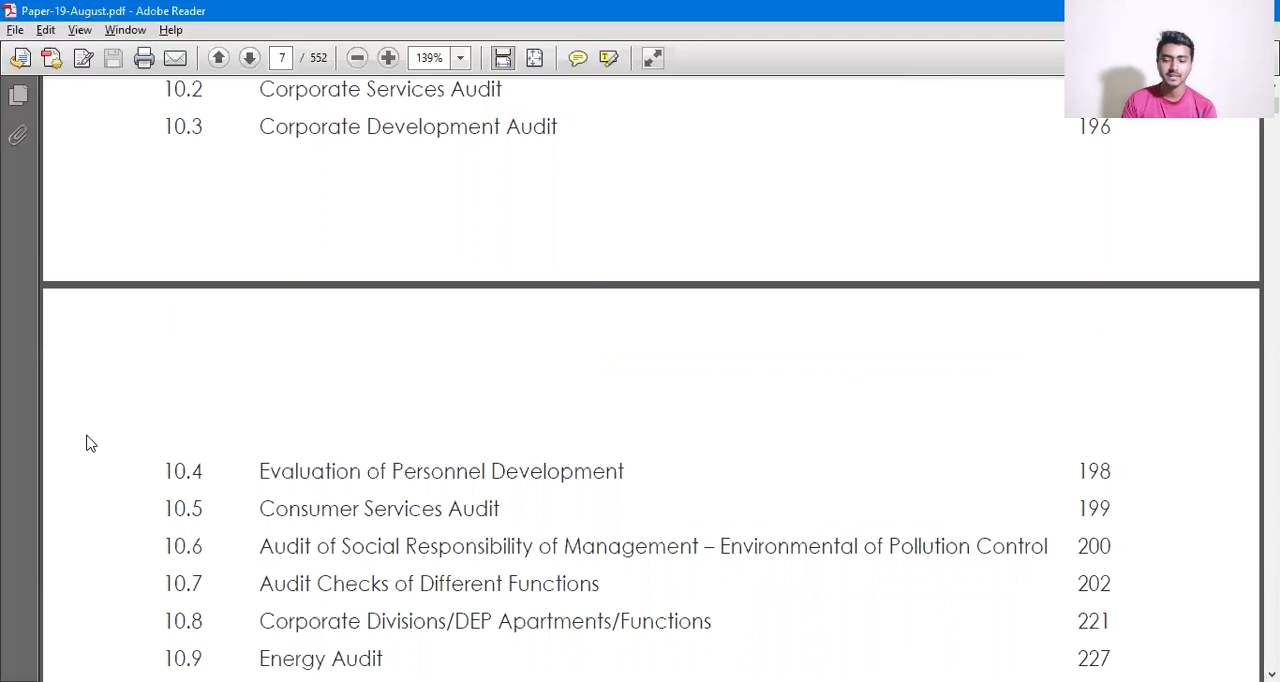 Paper-19-August.pdf - Adobe Reader
File Edit View Window Help
7 / 552 139%
10.2 Corporate Services Audit
10.3 Corporate Development Audit 196
10.4 Evaluation of Personnel Development 198
10.5 Consumer Services Audit 199
10.6 Audit of Social Responsibility of Management – Environmental of Pollution Control 200
10.7 Audit Checks of Different Functions 202
10.8 Corporate Divisions/DEP Apartments/Functions 221
10.9 Energy Audit 227